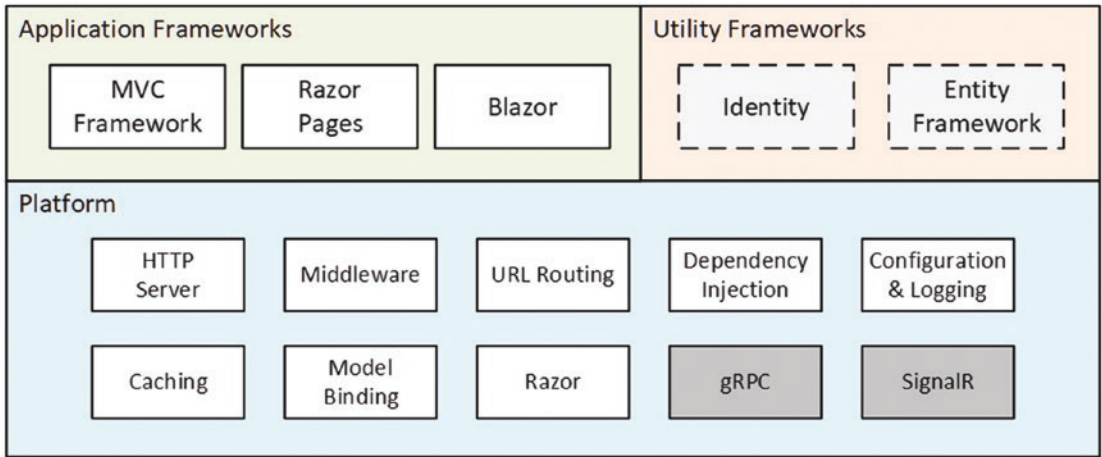 Application Frameworks
MVC
Framework
Razor
Pages
Blazor
Utility Frameworks
Identity
Entity
Framework
Platform
HTTP
Server
Middleware
URL Routing
Dependency
Injection
Configuration
& Logging
Caching
Model
Binding
Razor
gRPC
SignalR